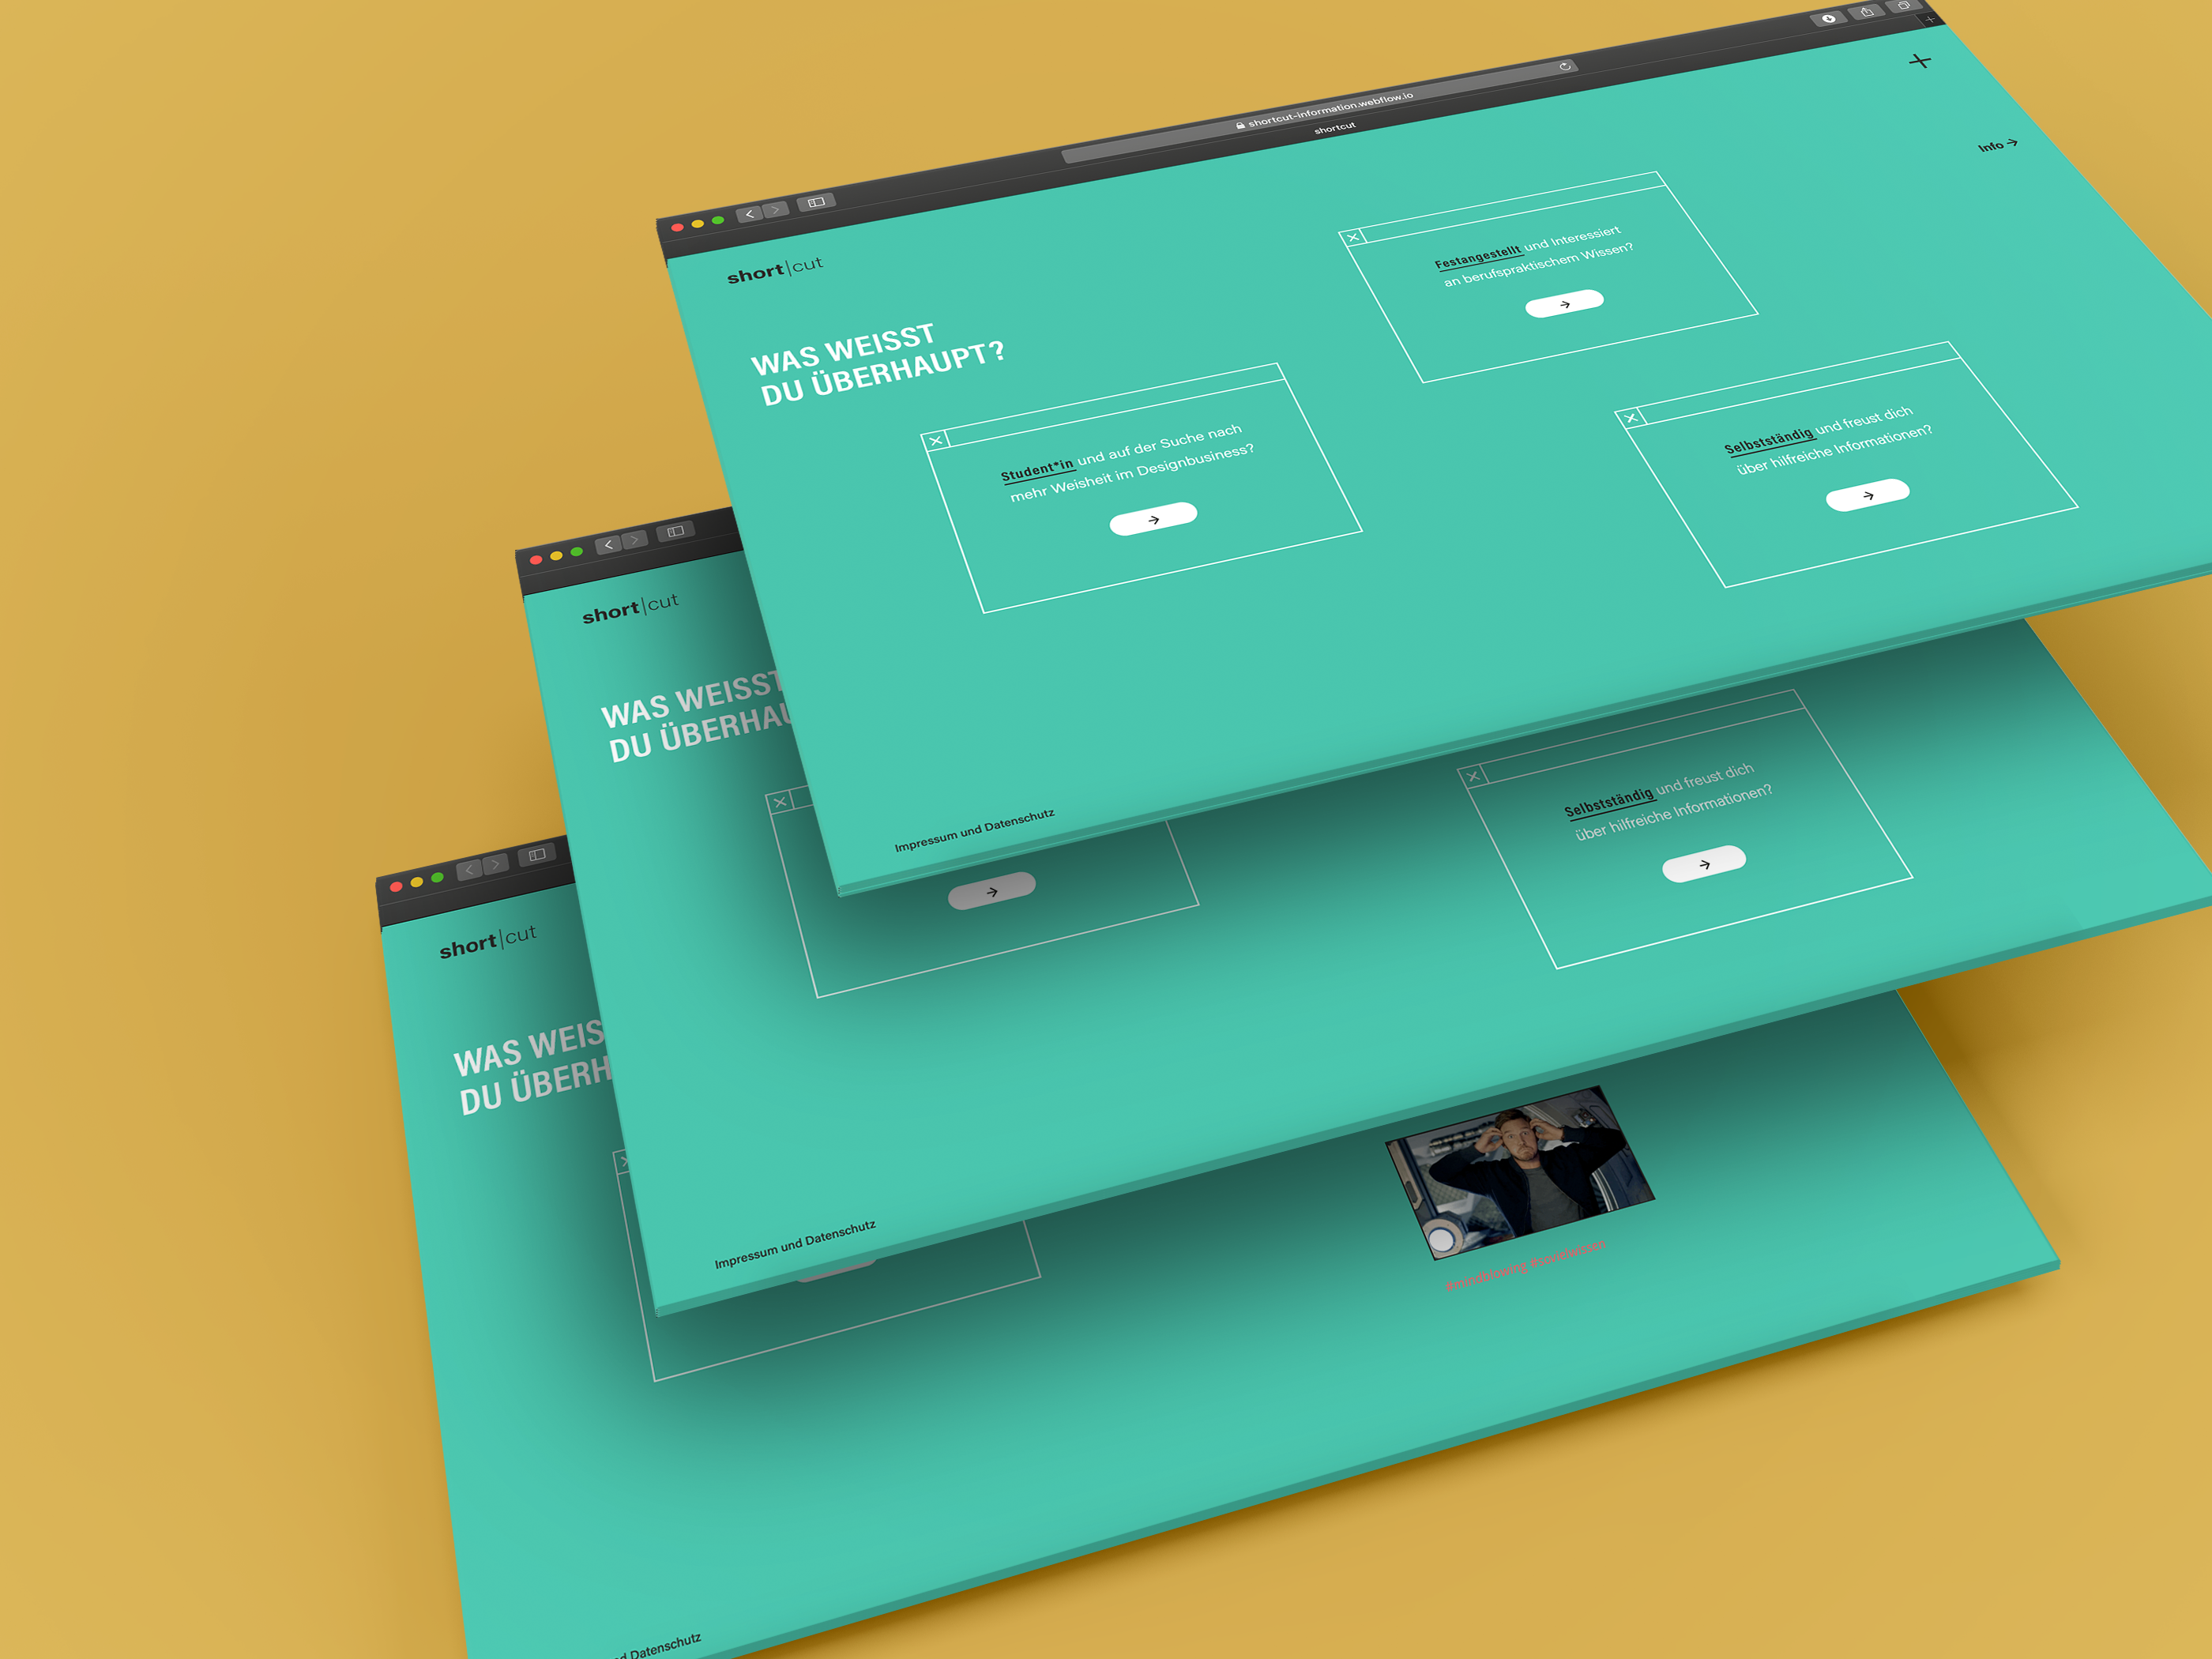 shortcut-information.webflow.io
shortcut
short|cut
Info →
WAS WEISST
DU ÜBERHAUPT?
Festangestellt und Interessiert
an berufspraktischem Wissen?
→
Student*in und auf der Suche nach
mehr Weisheit im Designbusiness?
→
Selbstständig und freust dich
über hilfreiche Informationen?
→
Impressum und Datenschutz
short|cut
WAS WEISST
DU ÜBERHAU
Selbstständig und freust dich
über hilfreiche Informationen?
→
→
Impressum und Datenschutz
short|cut
WAS WEIS
DU ÜBERH
#mindblowing
nd Datenschutz